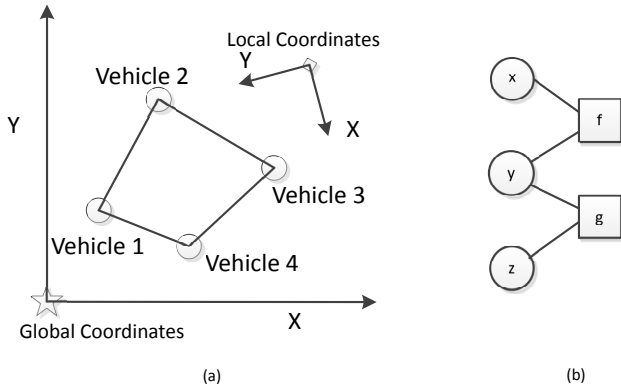 Local Coordinates
Y
X
Vehicle 2
Y
Vehicle 3
Vehicle 1
Vehicle 4
X
Global Coordinates
(a)
x
f
y
g
z
(b)